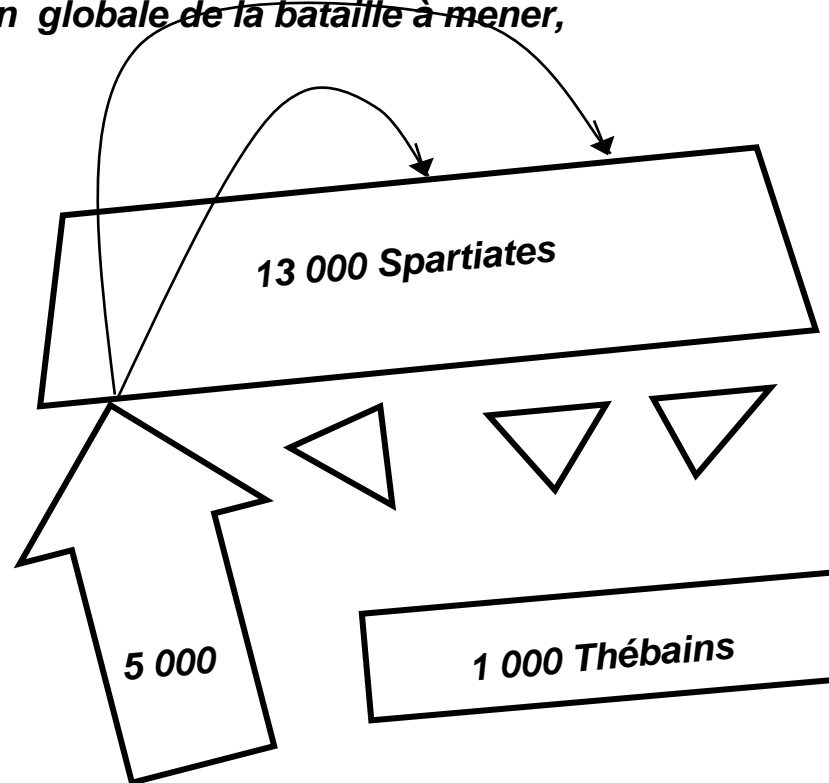 n globale de la bataille à mener,
13 000 Spartiates
5 000
1 000 Thébains